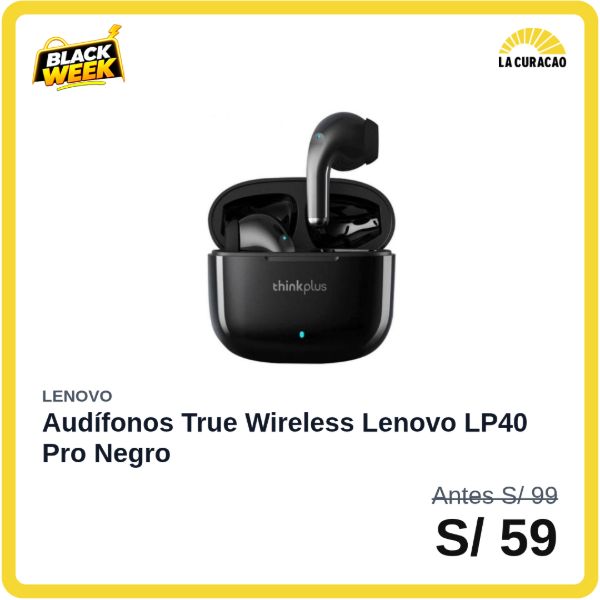 BLACK
WEEK
LA CURACAO
thinkplus
LENOVO
Audífonos True Wireless Lenovo LP40
Pro Negro
Antes S/ 99
S/ 59